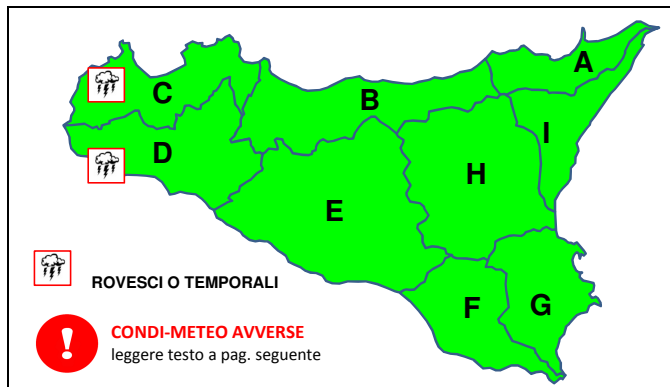 A
B
C
I
D
H
E
F
G
ROVESCI O TEMPORALI
CONDI-METEO AVVERSE
leggere testo a pag. seguente